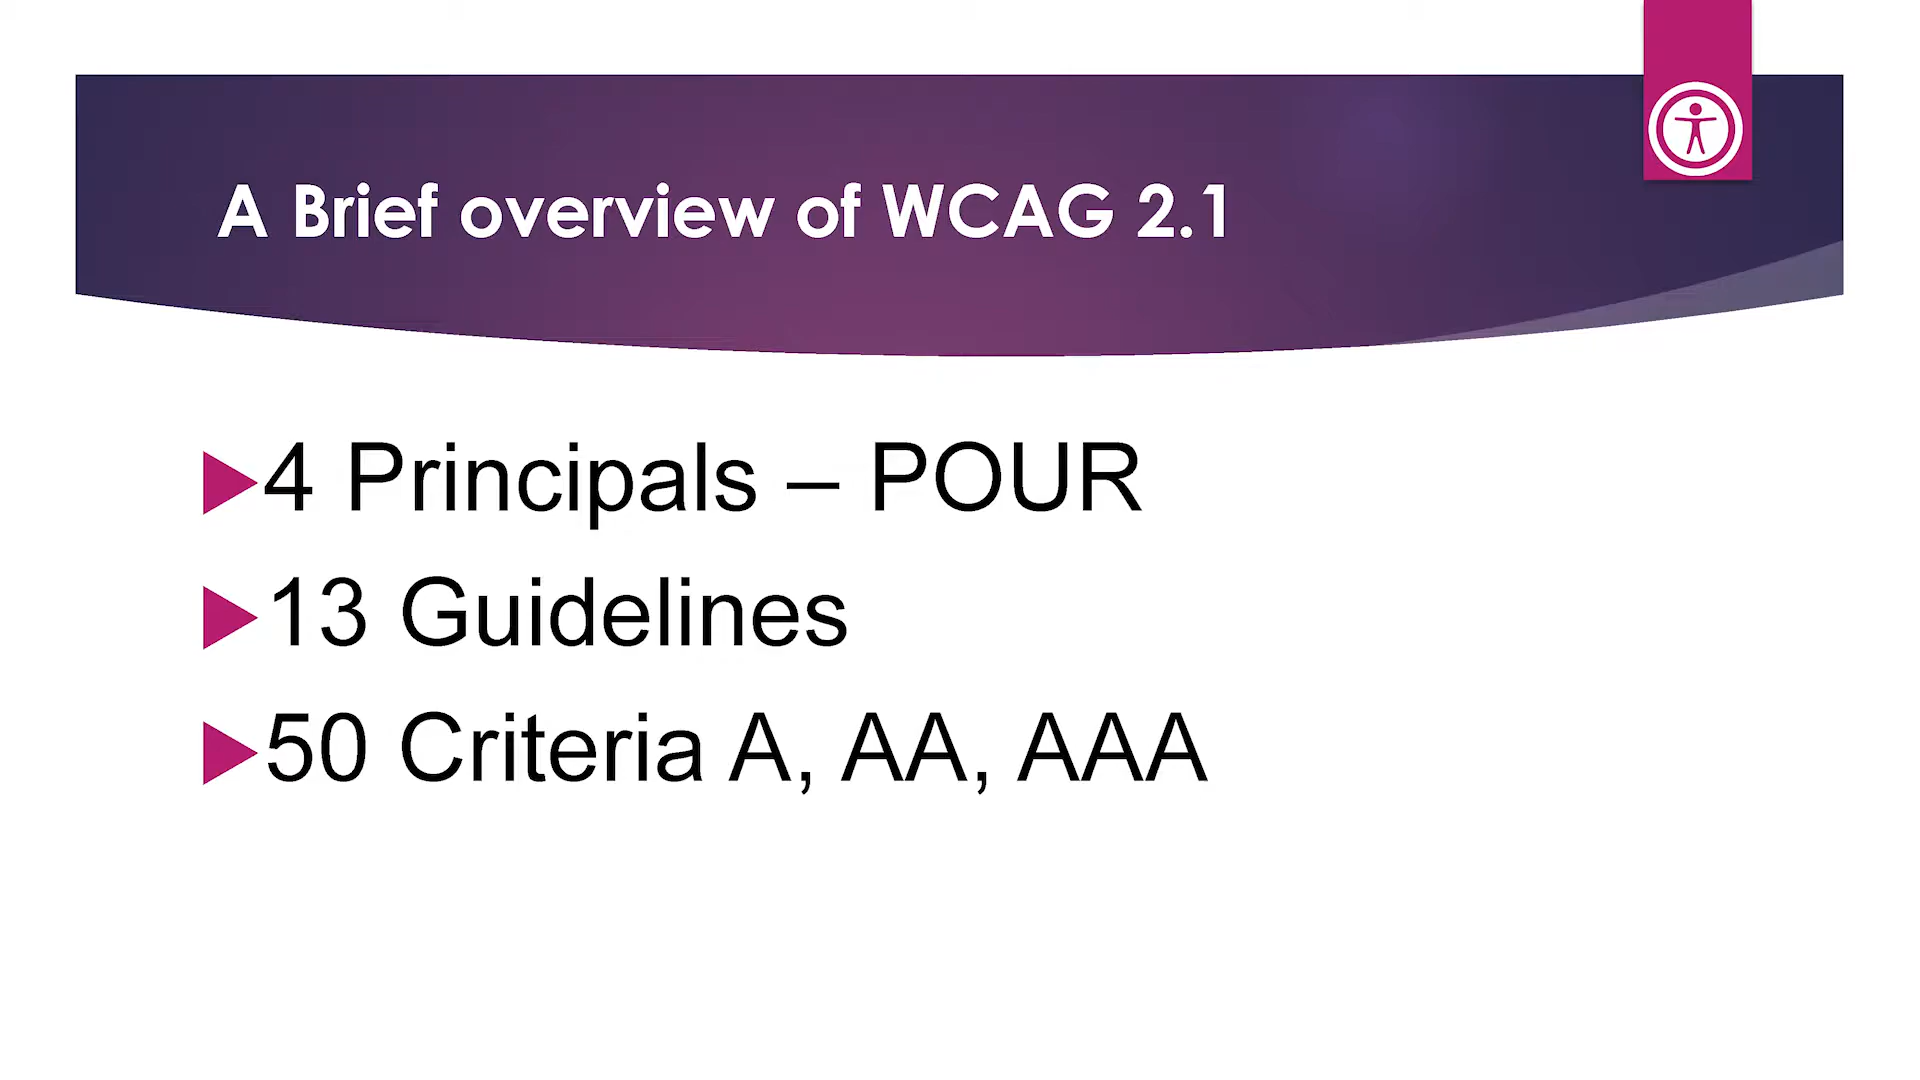 A Brief overview of WCAG 2.1
4 Principals – POUR
13 Guidelines
50 Criteria A, AA, AAA